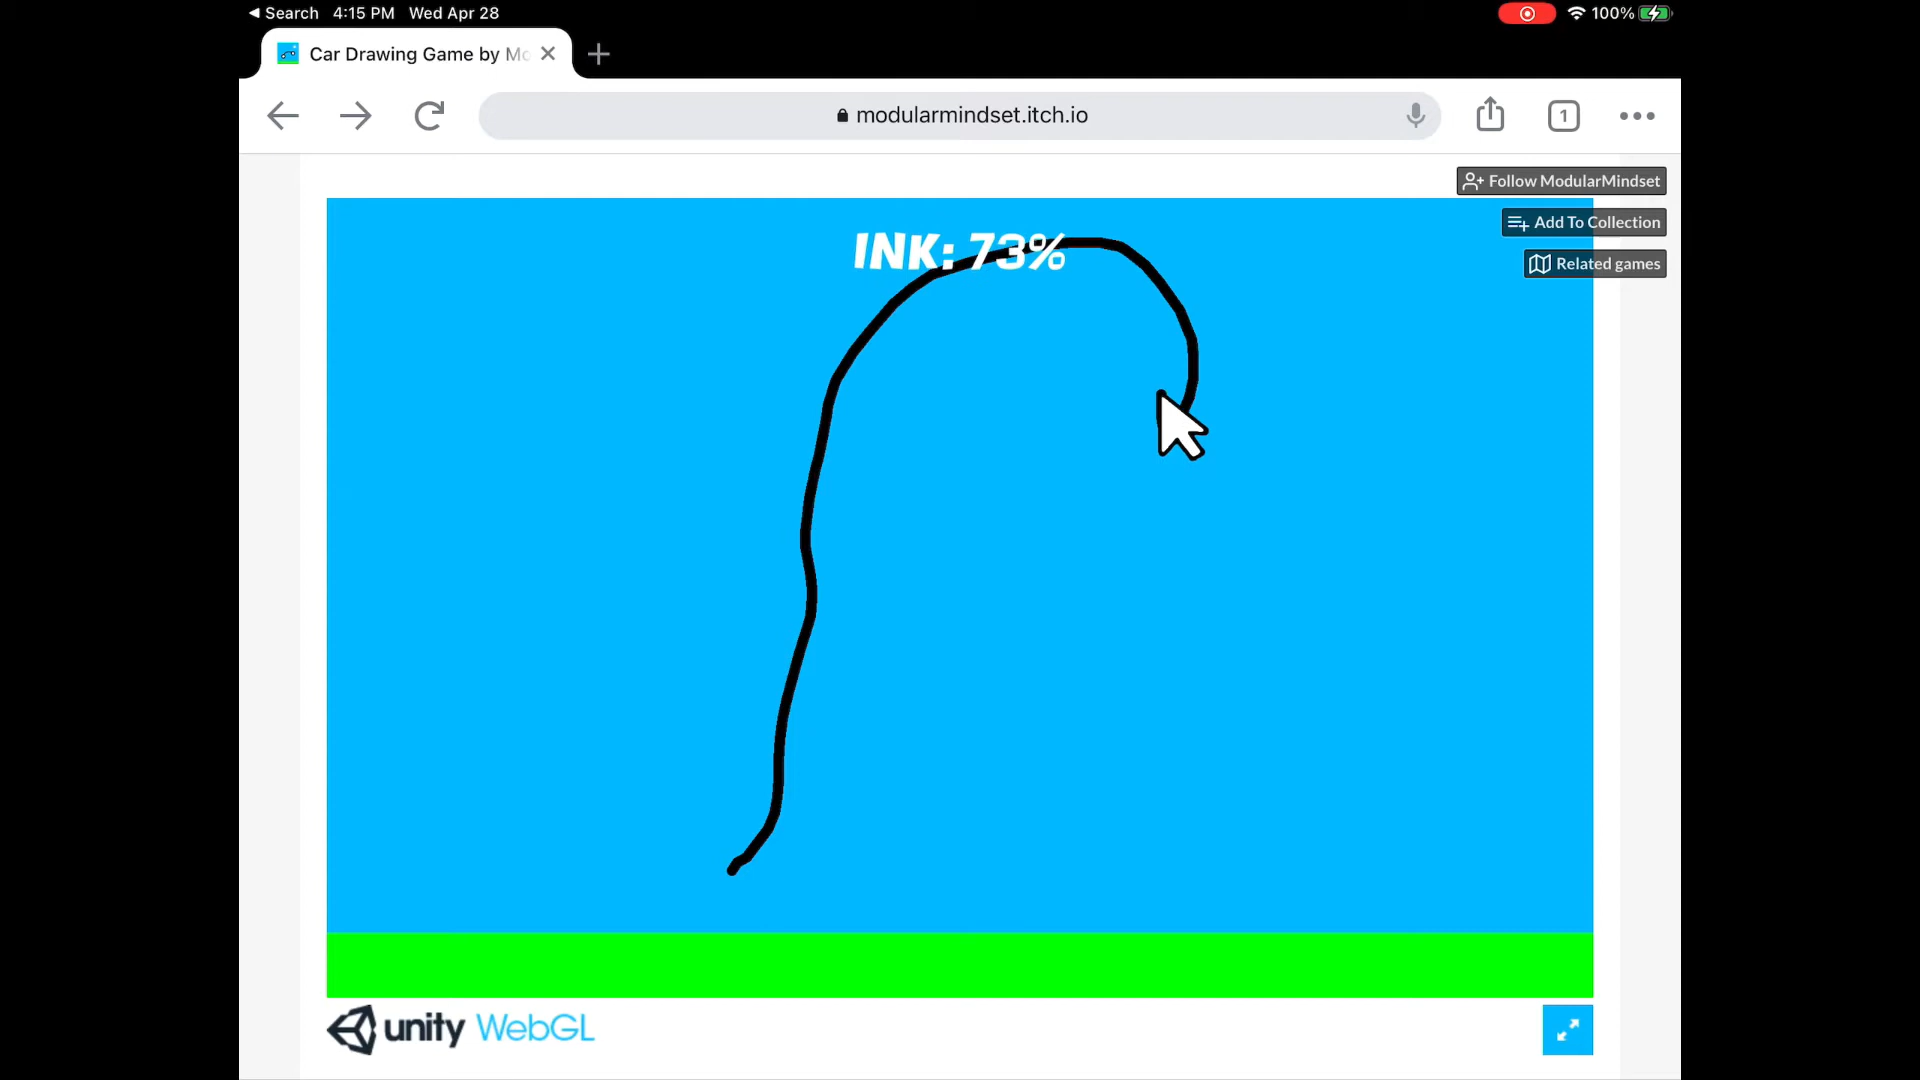 Search 4:15 PM Wed Apr 28 100%
Car Drawing Game by Mo
modularmindset.itch.io 1
Follow ModularMindset
Add To Collection
Related games
INK: 73%
unity WebGL